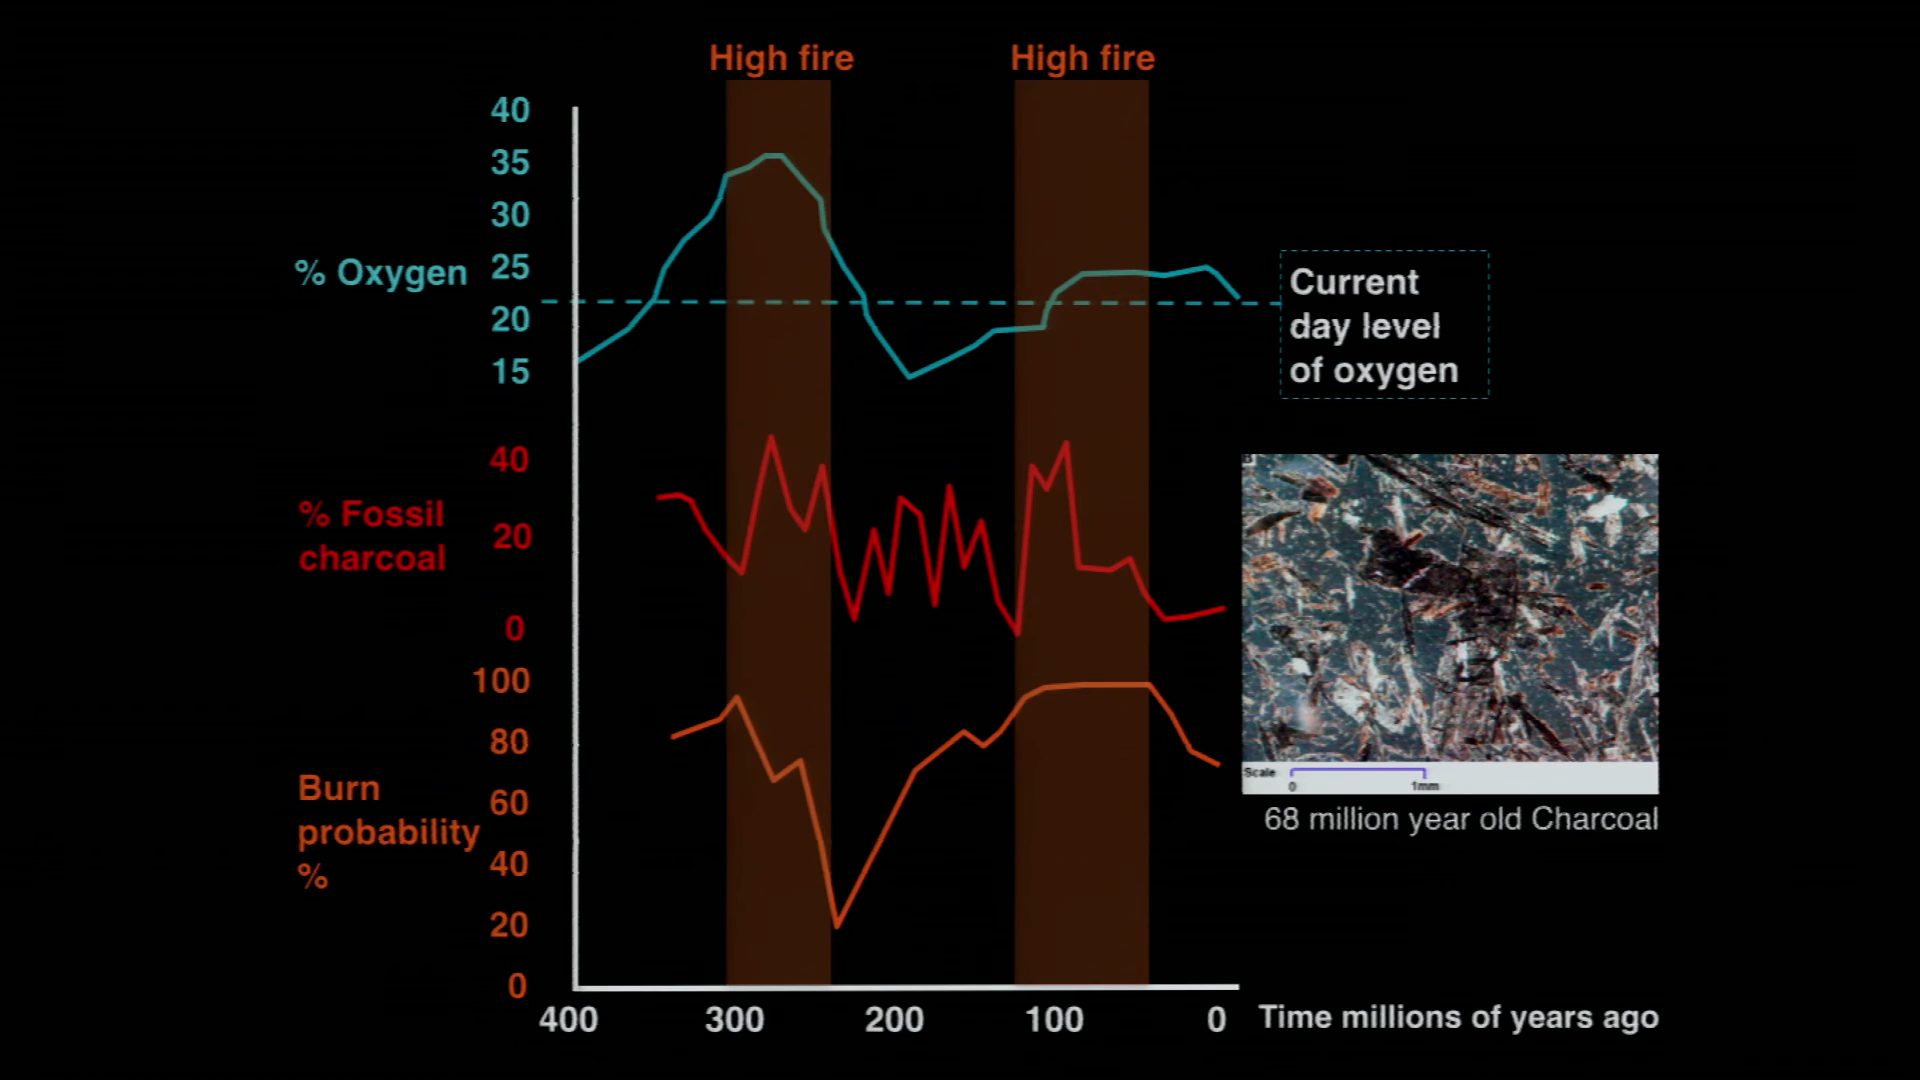 High fire
High fire
40
35
30
25
20
15
% Oxygen
Current
day level
of oxygen
40
20
0
% Fossil
charcoal
100
80
60
40
20
0
Burn
probability
%
Scale
0
1mm
68 million year old Charcoal
400
300
200
100
0
Time millions of years ago